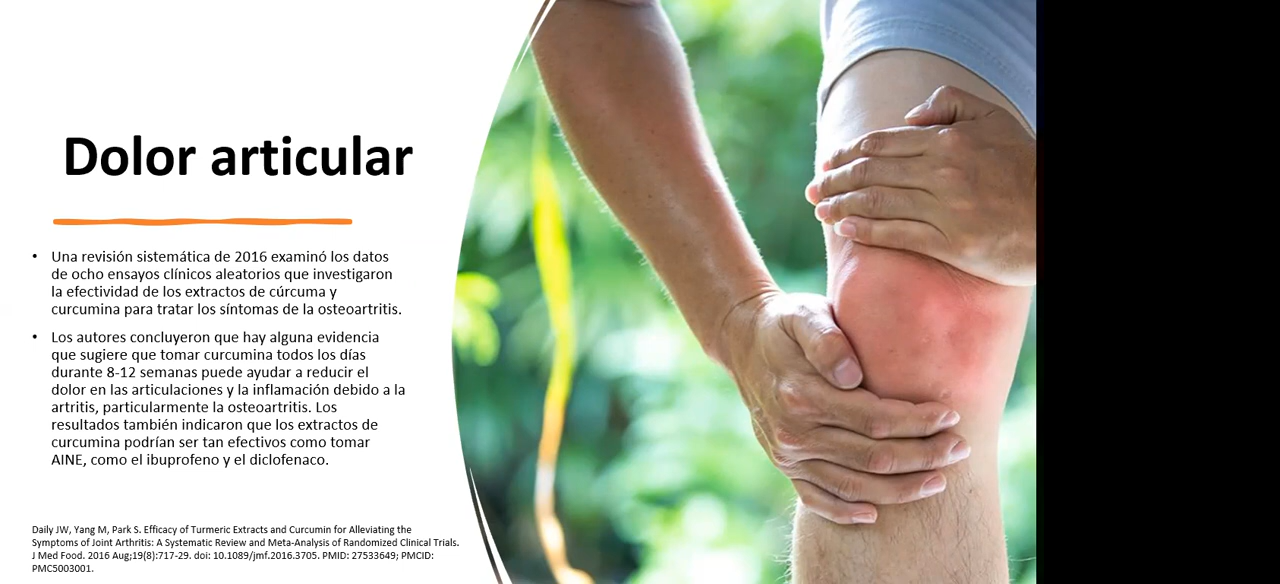 Dolor articular
• Una revisión sistemática de 2016 examinó los datos
de ocho ensayos clínicos aleatorios que investigaron
la efectividad de los extractos de cúrcuma y
curcumina para tratar los síntomas de la osteoartritis.
• Los autores concluyeron que hay alguna evidencia
que sugiere que tomar curcumina todos los días
durante 8-12 semanas puede ayudar a reducir el
dolor en las articulaciones y la inflamación debido a la
artritis, particularmente la osteoartritis. Los
resultados también indicaron que los extractos de
curcumina podrían ser tan efectivos como tomar
AINE, como el ibuprofeno y el diclofenaco.
Daily JW, Yang M, Park S. Efficacy of Turmeric Extracts and Curcumin for Alleviating the
Symptoms of Joint Arthritis: A Systematic Review and Meta-Analysis of Randomized Clinical Trials.
J Med Food. 2016 Aug;19(8):717-29. doi: 10.1089/jmf.2016.3705. PMID: 27533649; PMCID:
PMC5003001.